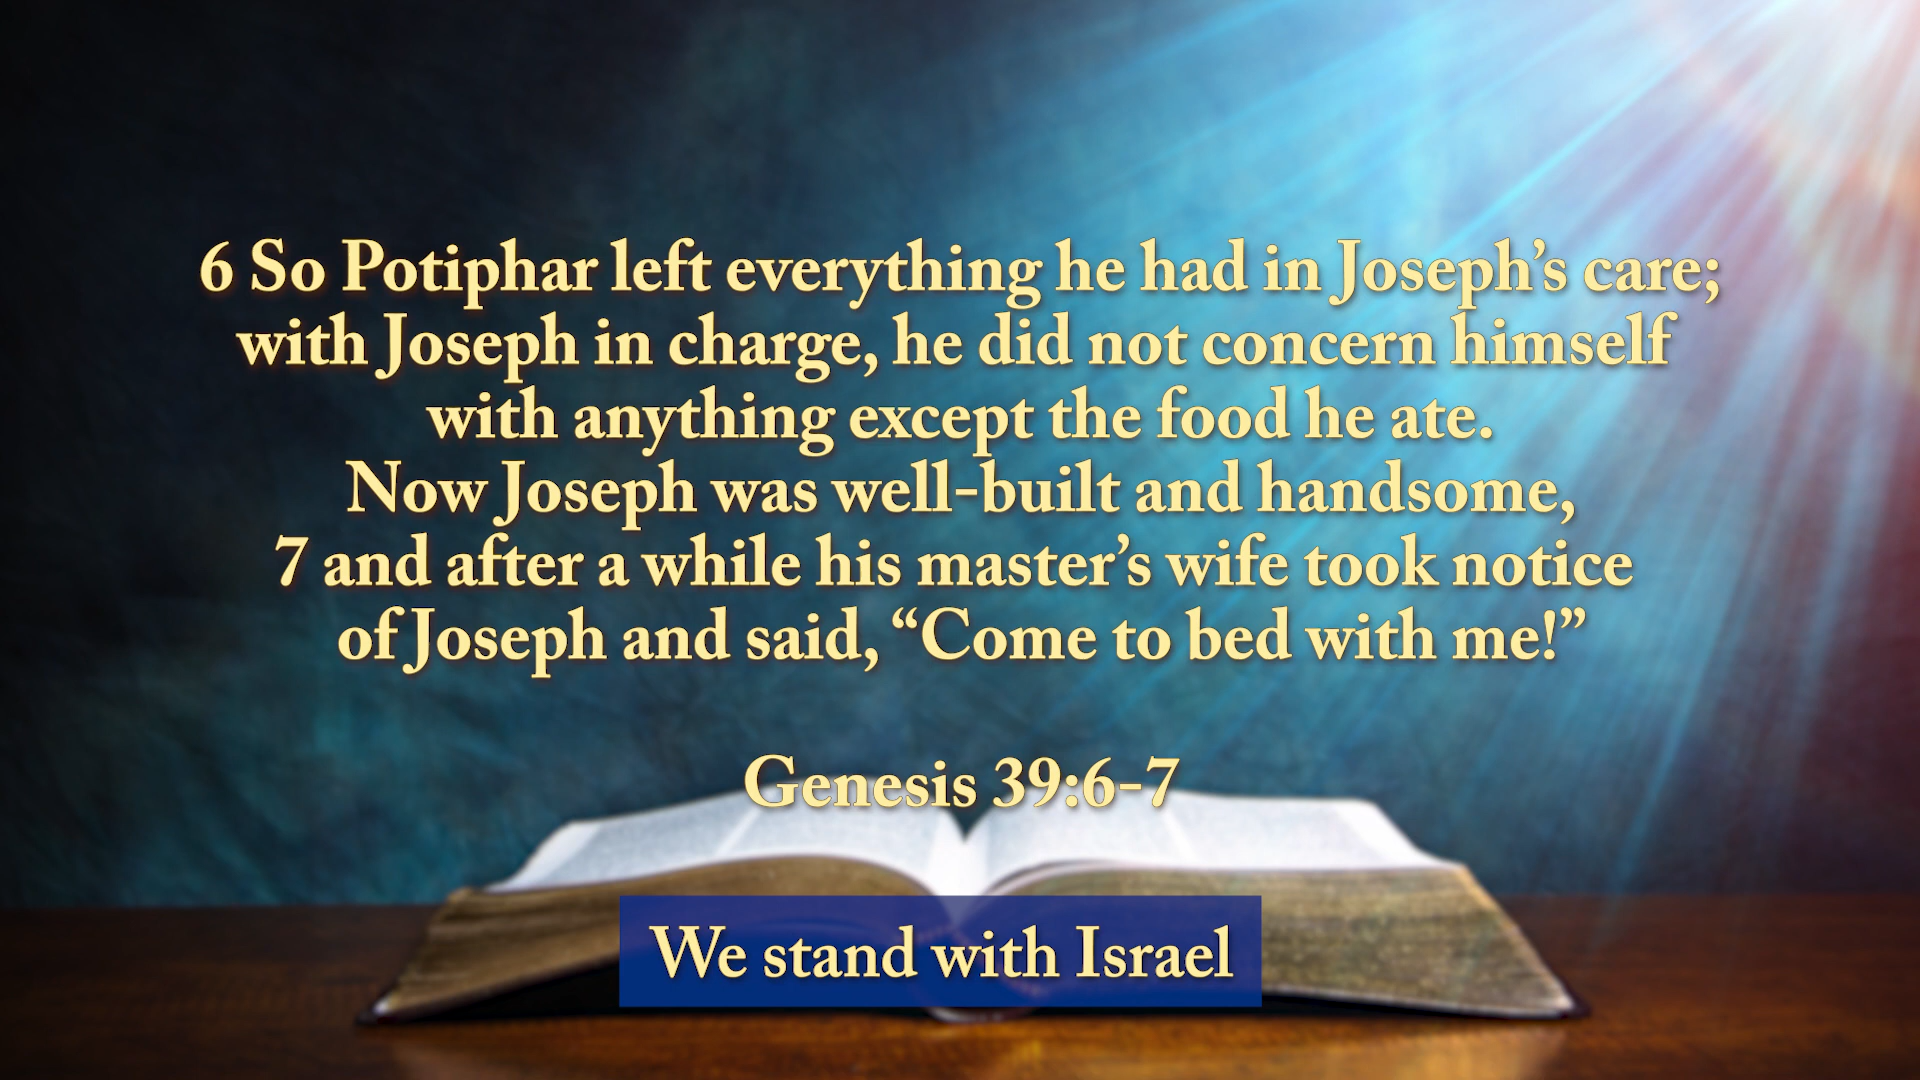 6 So Potiphar left everything he had in Joseph’s care;
with Joseph in charge, he did not concern himself
with anything except the food he ate.
Now Joseph was well-built and handsome,
7 and after a while his master’s wife took notice
of Joseph and said, “Come to bed with me!”
Genesis 39:6-7
We stand with Israel